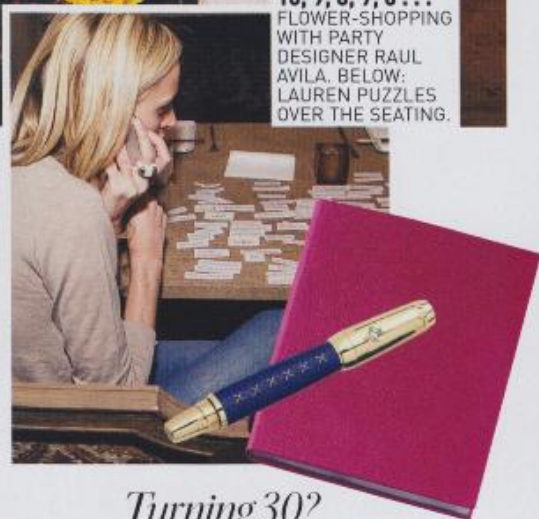 FLOWER-SHOPPING
WITH PARTY
DESIGNER RAUL
AVILA. BELOW:
LAUREN PUZZLES
OVER THE SEATING.
Turning 30?